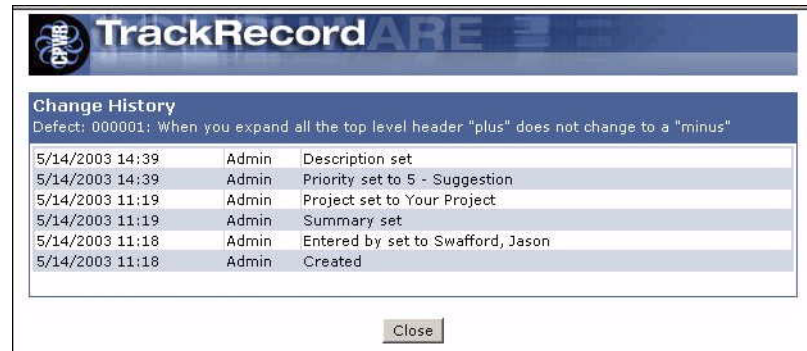 CPWR
TrackRecord
Change History
Defect: 000001: When you expand all the top level header "plus" does not change to a "minus"
5/14/2003 14:39 Admin Description set
5/14/2003 14:39 Admin Priority set to 5 - Suggestion
5/14/2003 11:19 Admin Project set to Your Project
5/14/2003 11:19 Admin Summary set
5/14/2003 11:18 Admin Entered by set to Swafford, Jason
5/14/2003 11:18 Admin Created
Close